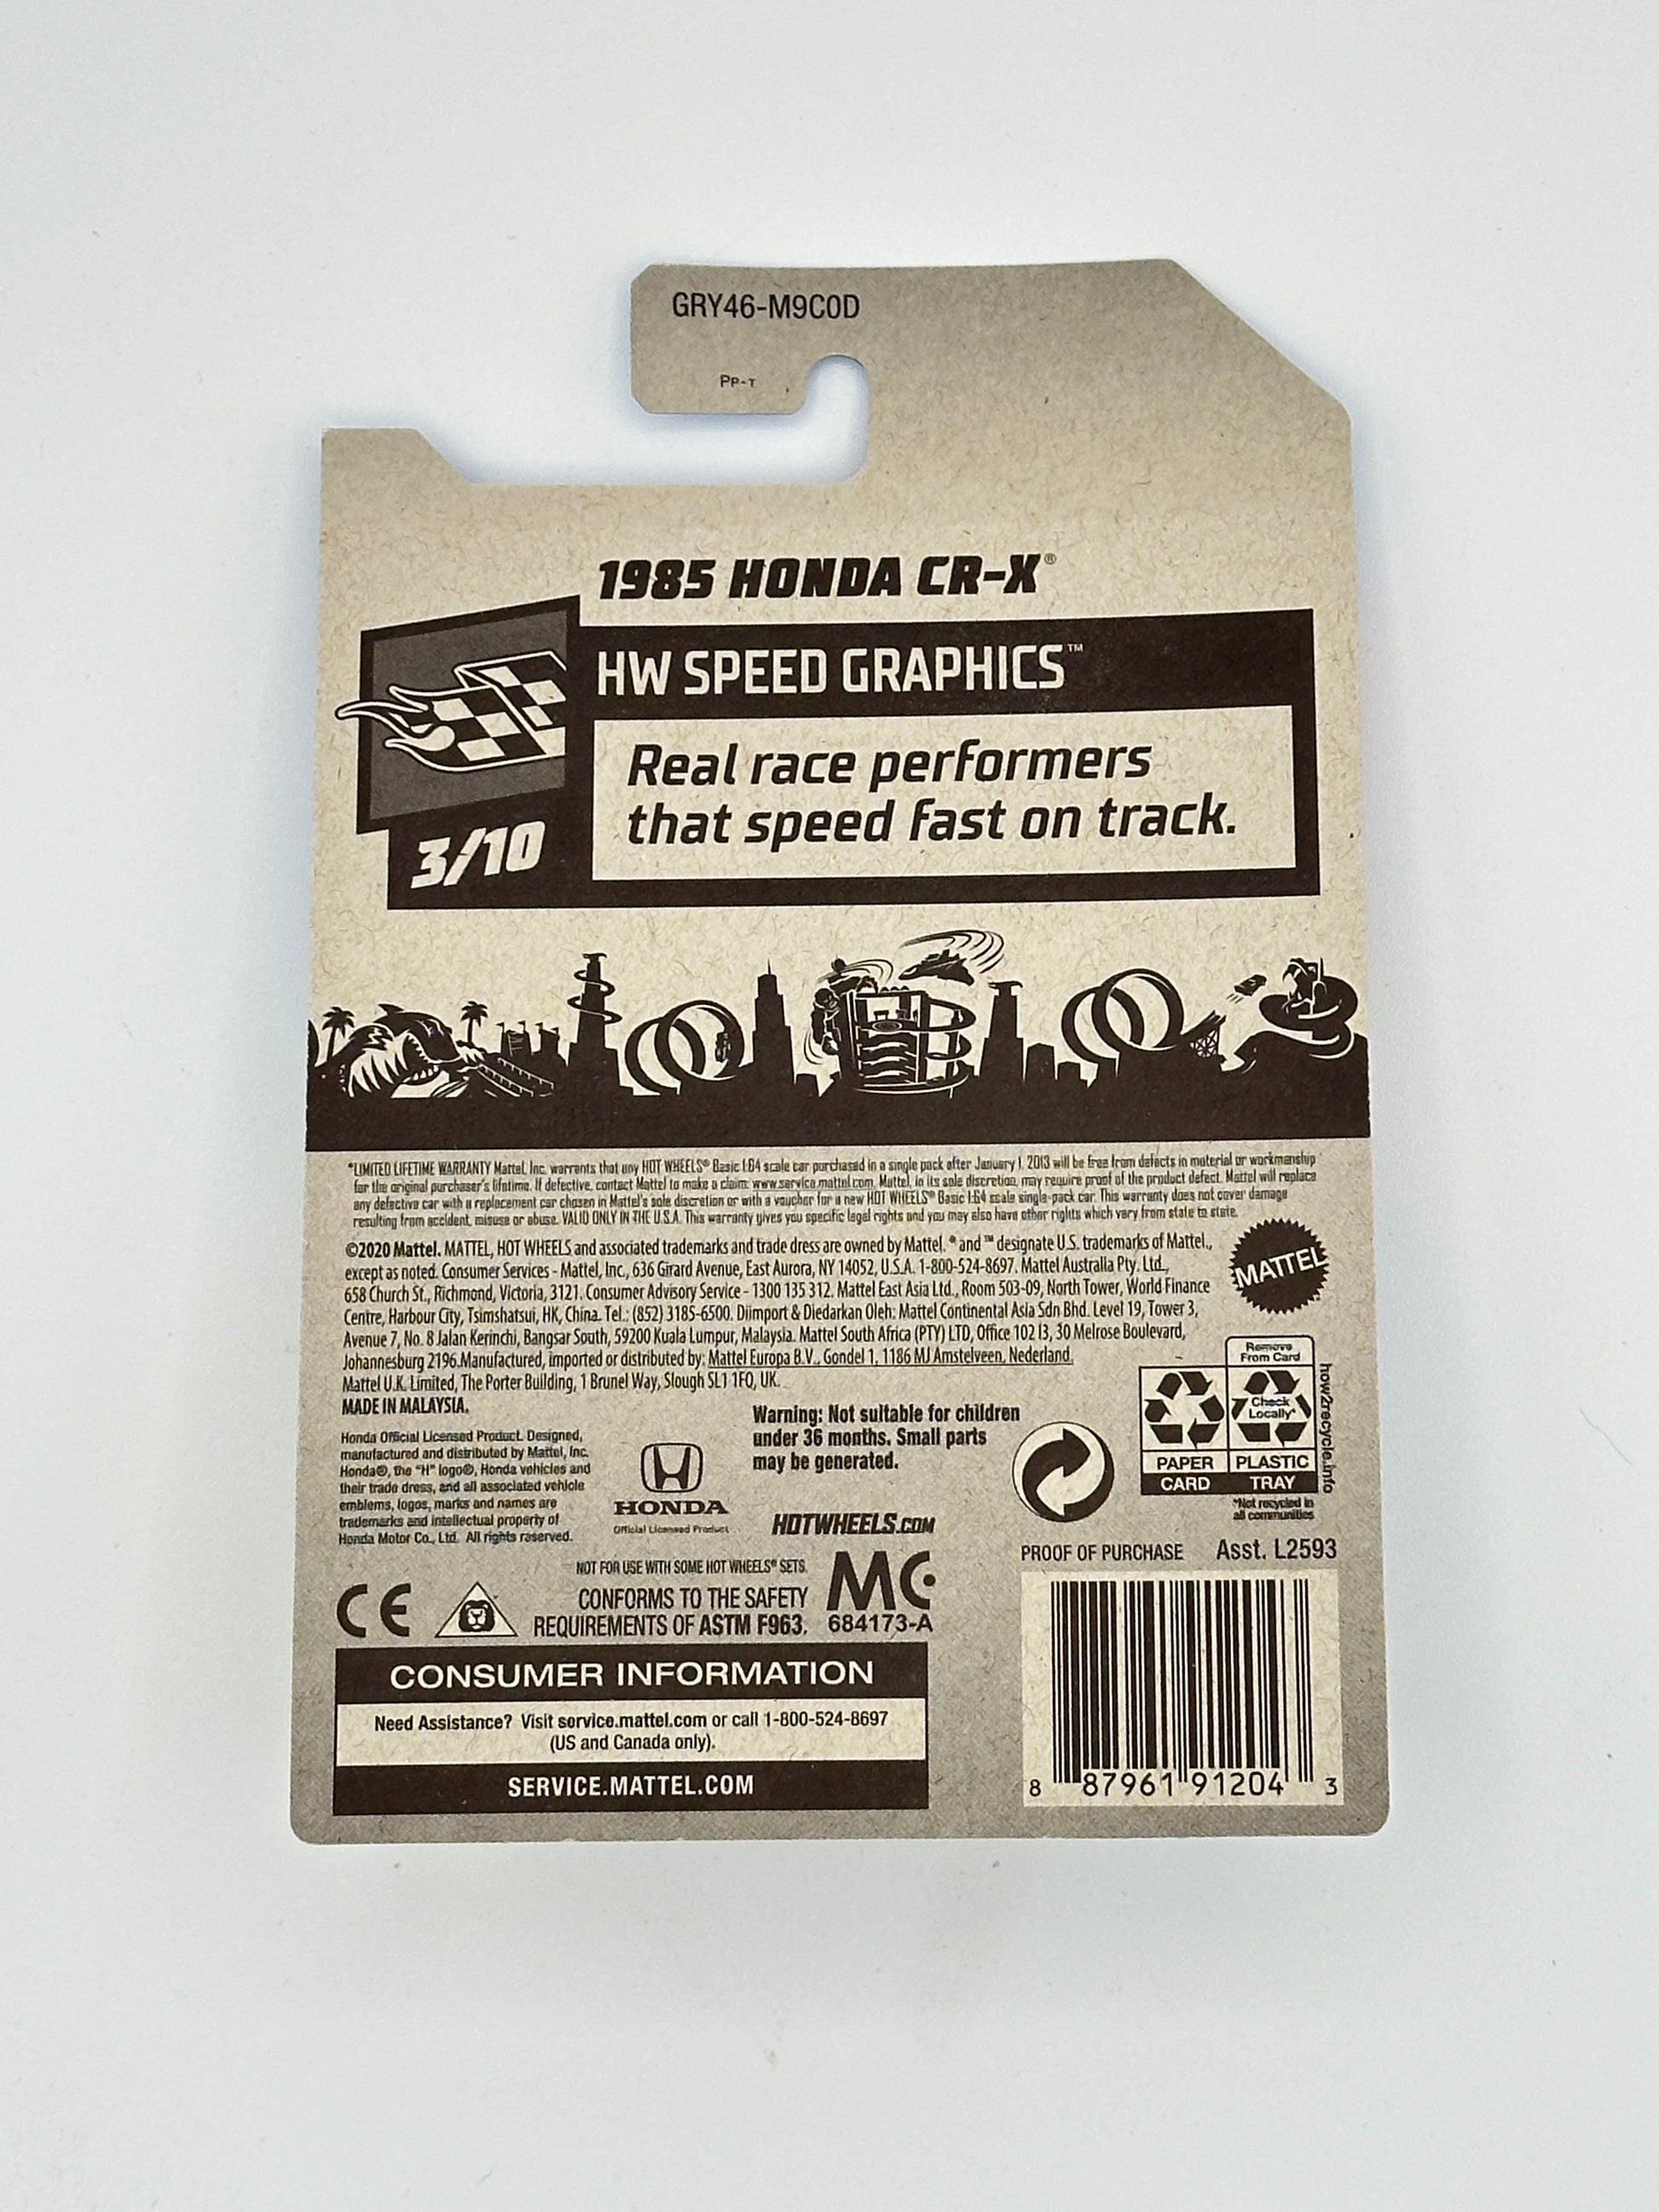 GRY46-M9C0D
PP-T
1985 HONDA CR-X®
HW SPEED GRAPHICS™
Real race performers
that speed fast on track.
3/10
*LIMITED LIFETIME WARRANTY Mattel, Inc. warrants that any HOT WHEELS® Basic 1:64 scale car purchased in a single pack after January 1, 2013 will be free from defects in material or workmanship
for the original purchaser's lifetime. If defective, contact Mattel to make a claim: www.service.mattel.com. Mattel, in its sole discretion, may require proof of the product defect. Mattel will replace
any defective car with a replacement car chosen in Mattel's sole discretion or with a voucher for a new HOT WHEELS® Basic 1:64 scale single-pack car. This warranty does not cover damage
resulting from accident, misuse or abuse. VALID ONLY IN THE U.S.A. This warranty gives you specific legal rights and you may also have other rights which vary from state to state.
©2020 Mattel. MATTEL, HOT WHEELS and associated trademarks and trade dress are owned by Mattel. ® and ™ designate U.S. trademarks of Mattel.,
except as noted. Consumer Services - Mattel, Inc., 636 Girard Avenue, East Aurora, NY 14052, U.S.A. 1-800-524-8697. Mattel Australia Pty. Ltd.,
658 Church St., Richmond, Victoria, 3121. Consumer Advisory Service - 1300 135 312. Mattel East Asia Ltd., Room 503-09, North Tower, World Finance
Centre, Harbour City, Tsimshatsui, HK, China. Tel.: (852) 3185-6500. Diimport & Diedarkan Oleh: Mattel Continental Asia Sdn Bhd. Level 19, Tower 3,
Avenue 7, No. 8 Jalan Kerinchi, Bangsar South, 59200 Kuala Lumpur, Malaysia. Mattel South Africa (PTY) LTD, Office 102 I3, 30 Melrose Boulevard,
Johannesburg 2196.Manufactured, imported or distributed by: Mattel Europa B.V., Gondel 1, 1186 MJ Amstelveen, Nederland.
Mattel U.K. Limited, The Porter Building, 1 Brunel Way, Slough SL1 1FQ, UK.
MADE IN MALAYSIA.
MATTEL
Remove
From Card
Check
Locally*
PAPER
PLASTIC
CARD
TRAY
*Not recycled in
all communities
how2recycle.info
Warning: Not suitable for children
under 36 months. Small parts
may be generated.
Honda Official Licensed Product. Designed,
manufactured and distributed by Mattel, Inc.
Honda®, the "H" logo®, Honda vehicles and
their trade dress, and all associated vehicle
emblems, logos, marks and names are
trademarks and intellectual property of
Honda Motor Co., Ltd. All rights reserved.
HONDA
Official Licensed Product
HOTWHEELS.COM
NOT FOR USE WITH SOME HOT WHEELS® SETS.
CE
CONFORMS TO THE SAFETY
REQUIREMENTS OF ASTM F963.
MC
684173-A
PROOF OF PURCHASE Asst. L2593
CONSUMER INFORMATION
Need Assistance? Visit service.mattel.com or call 1-800-524-8697
(US and Canada only).
SERVICE.MATTEL.COM
8 87961 91204 3